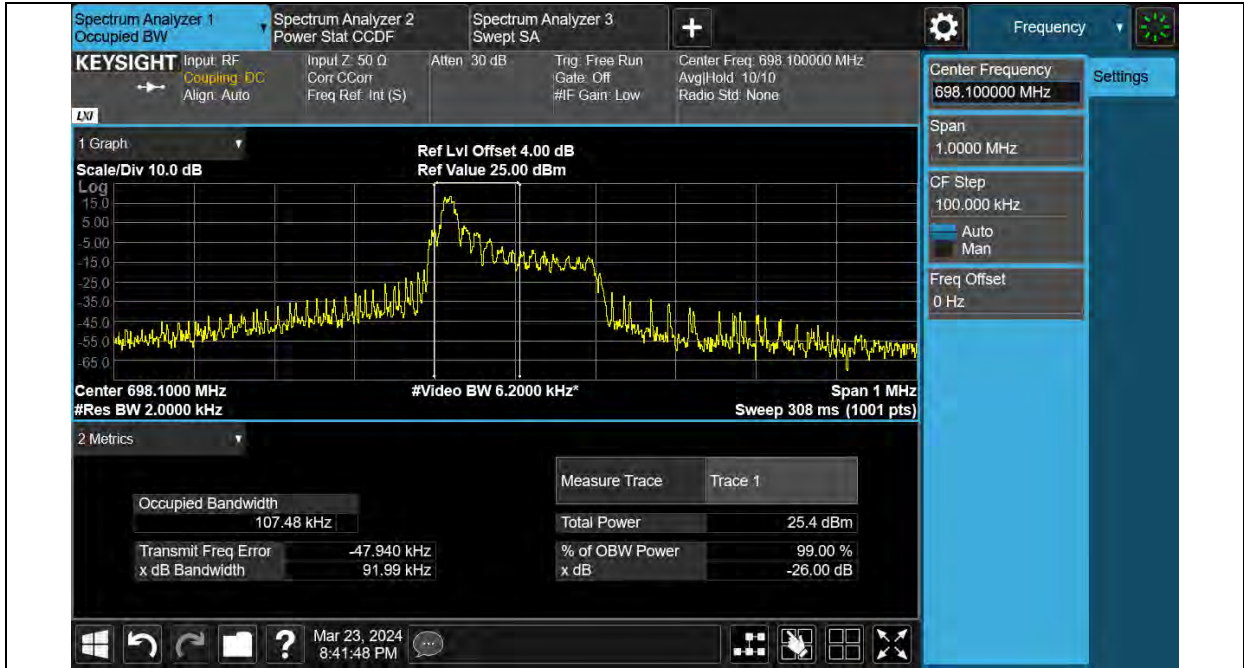 Spectrum Analyzer 1
Occupied BW
Spectrum Analyzer 2
Power Stat CCDF
Spectrum Analyzer 3
Swept SA
Frequency
KEYSIGHT
Input: RF
Coupling: DC
Align: Auto
Input Z: 50 Ω
Corr CCorr
Freq Ref: Int (S)
Atten: 30 dB
Trig: Free Run
Gate: Off
#IF Gain: Low
Center Freq: 698.100000 MHz
Avg|Hold: 10/10
Radio Std: None
LXI
Center Frequency
698.100000 MHz
Settings
Span
1.0000 MHz
CF Step
100.000 kHz
Auto
Man
Freq Offset
0 Hz
1 Graph
Scale/Div 10.0 dB
Ref Lvl Offset 4.00 dB
Ref Value 25.00 dBm
Log
15.0
5.00
-5.00
-15.0
-25.0
-35.0
-45.0
-55.0
-65.0
Center 698.1000 MHz
#Video BW 6.2000 kHz*
Span 1 MHz
#Res BW 2.0000 kHz
Sweep 308 ms (1001 pts)
2 Metrics
Measure Trace
Trace 1
Occupied Bandwidth
107.48 kHz
Total Power
25.4 dBm
Transmit Freq Error
-47.940 kHz
% of OBW Power
99.00 %
x dB Bandwidth
91.99 kHz
x dB
-26.00 dB
?
Mar 23, 2024
8:41:48 PM